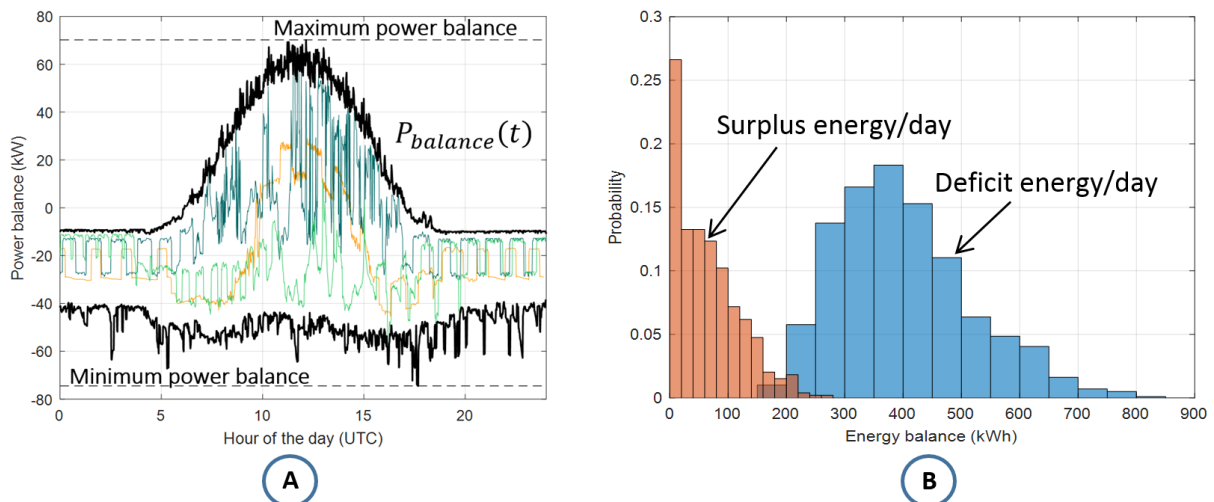 80
60
40
20
0
-20
-40
-60
-80
Power balance (kW)
Maximum power balance
P_balance(t)
Minimum power balance
0 5 10 15 20
Hour of the day (UTC)
A
0.3
0.25
0.2
0.15
0.1
0.05
0
Probability
Surplus energy/day
Deficit energy/day
0 100 200 300 400 500 600 700 800 900
Energy balance (kWh)
B